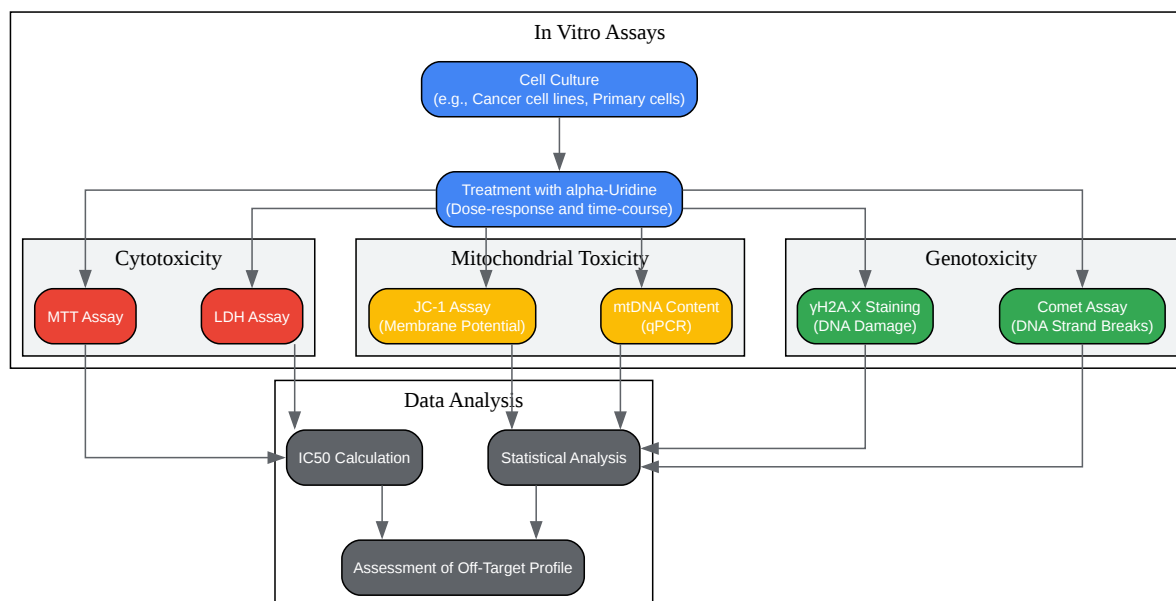 In Vitro Assays
Cell Culture
(e.g., Cancer cell lines, Primary cells)
Treatment with alpha-Uridine
(Dose-response and time-course)
Cytotoxicity
Mitochondrial Toxicity
Genotoxicity
MTT Assay
LDH Assay
JC-1 Assay
(Membrane Potential)
mtDNA Content
(qPCR)
γH2A.X Staining
(DNA Damage)
Comet Assay
(DNA Strand Breaks)
Data Analysis
IC50 Calculation
Statistical Analysis
Assessment of Off-Target Profile